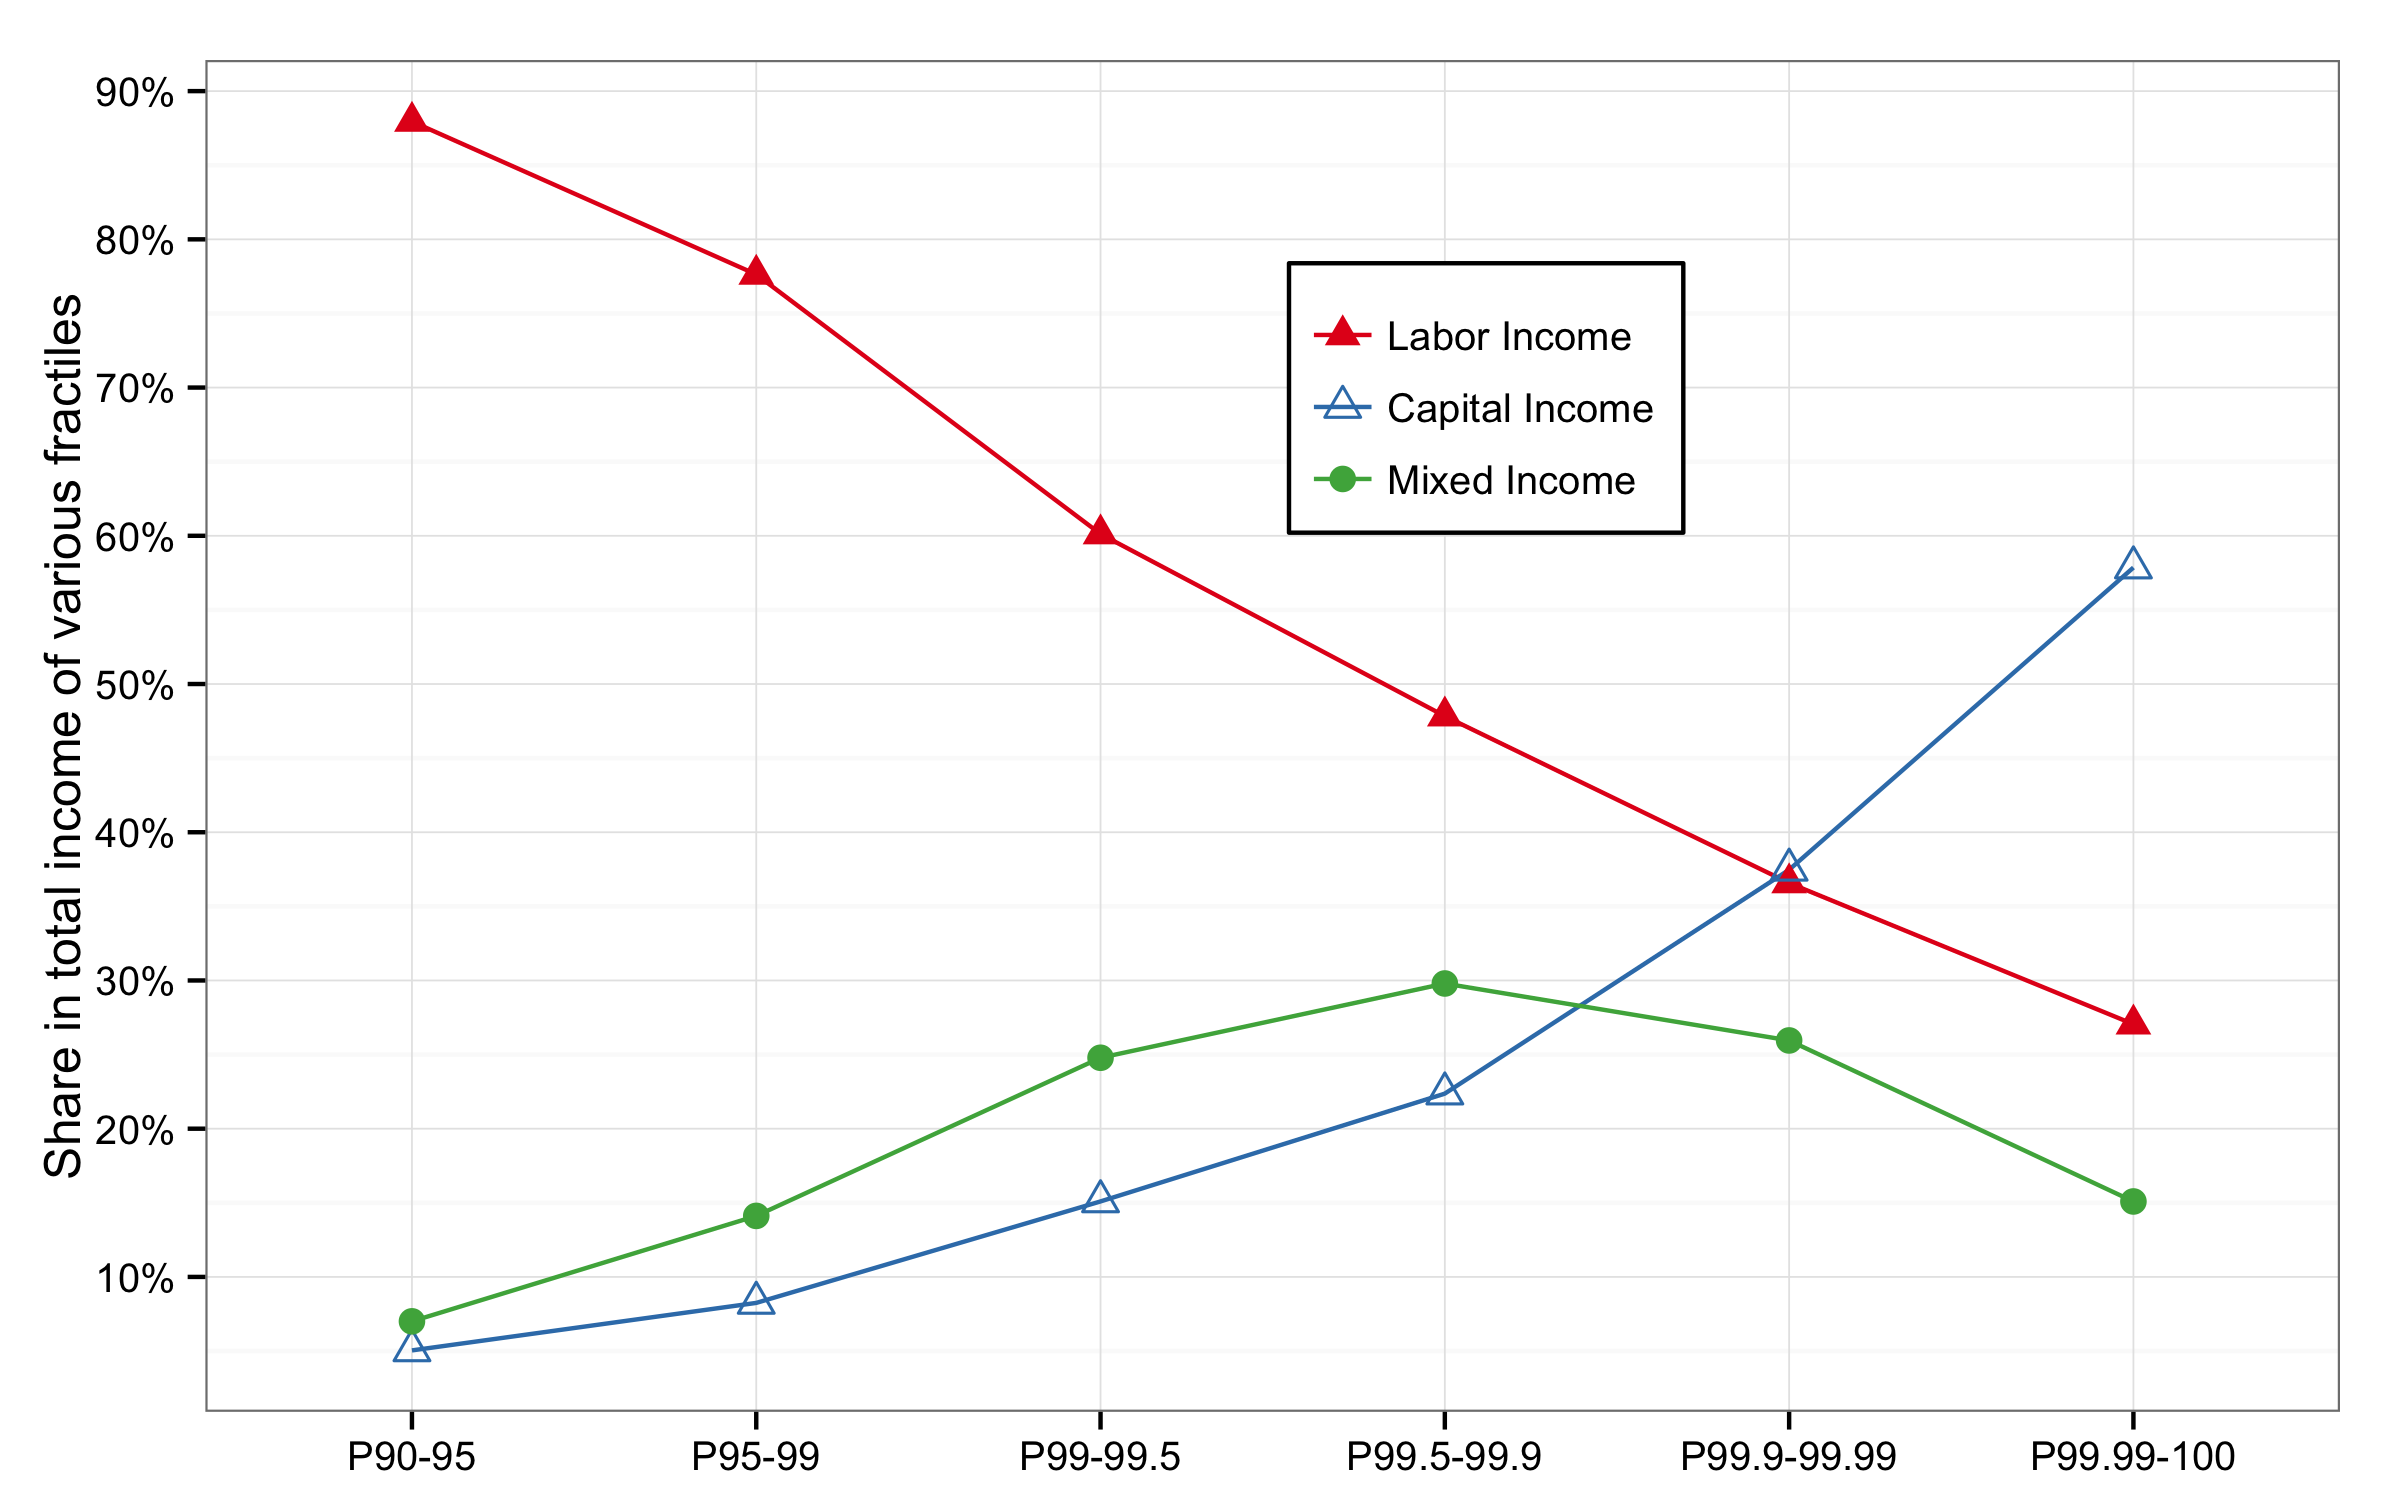 Share in total income of various fractiles
90%
80%
70%
60%
50%
40%
30%
20%
10%
Labor Income
Capital Income
Mixed Income
P90-95
P95-99
P99-99.5
P99.5-99.9
P99.9-99.99
P99.99-100